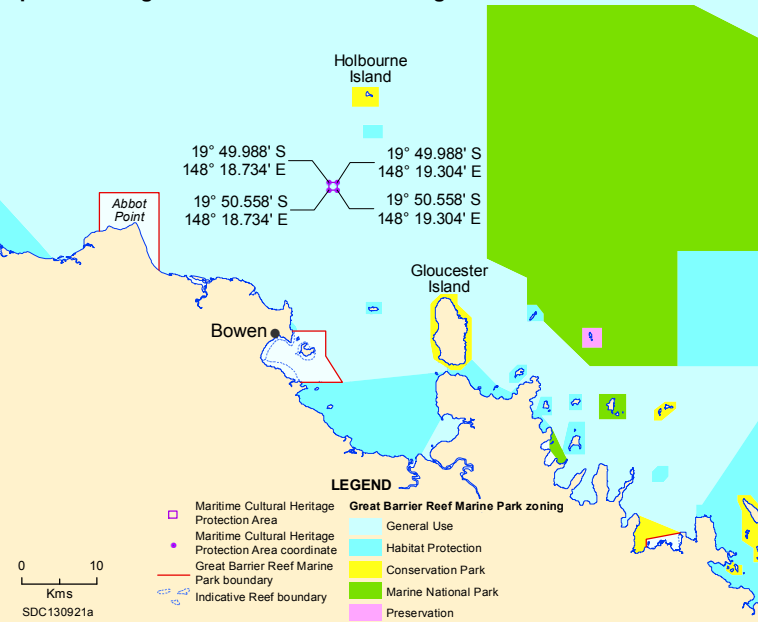 Holbourne
Island
19° 49.988' S
148° 18.734' E
19° 49.988' S
148° 19.304' E
19° 50.558' S
148° 18.734' E
19° 50.558' S
148° 19.304' E
Abbot
Point
Gloucester
Island
Bowen
LEGEND
Maritime Cultural Heritage
Protection Area
Maritime Cultural Heritage
Protection Area coordinate
Great Barrier Reef Marine
Park boundary
Indicative Reef boundary
Great Barrier Reef Marine Park zoning
General Use
Habitat Protection
Conservation Park
Marine National Park
Preservation
0 10
Kms
SDC130921a